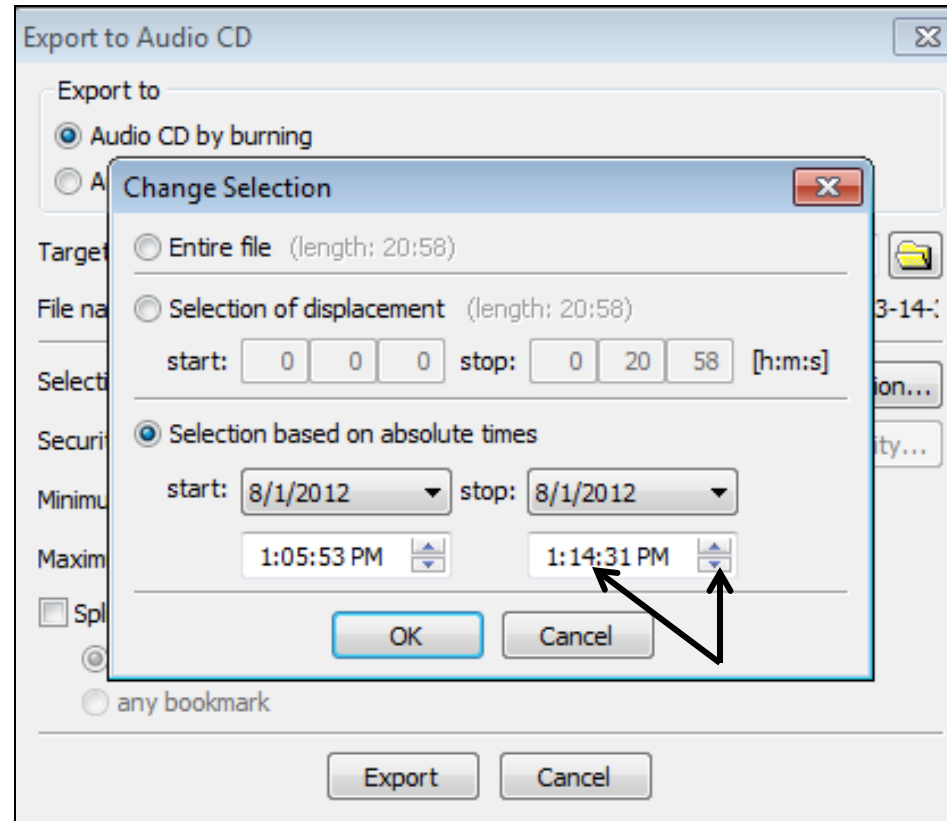 Export to Audio CD
Export to
Audio CD by burning
A
Change Selection
Entire file (length: 20:58)
Target
Selection of displacement (length: 20:58)
File na
3-14-
start: 0 0 0 stop: 0 20 58 [h:m:s]
Selecti
ion...
Selection based on absolute times
Securit
ity...
start: 8/1/2012 stop: 8/1/2012
Minimu
1:05:53 PM 1:14:31 PM
Maxim
Spl
OK Cancel
any bookmark
Export Cancel